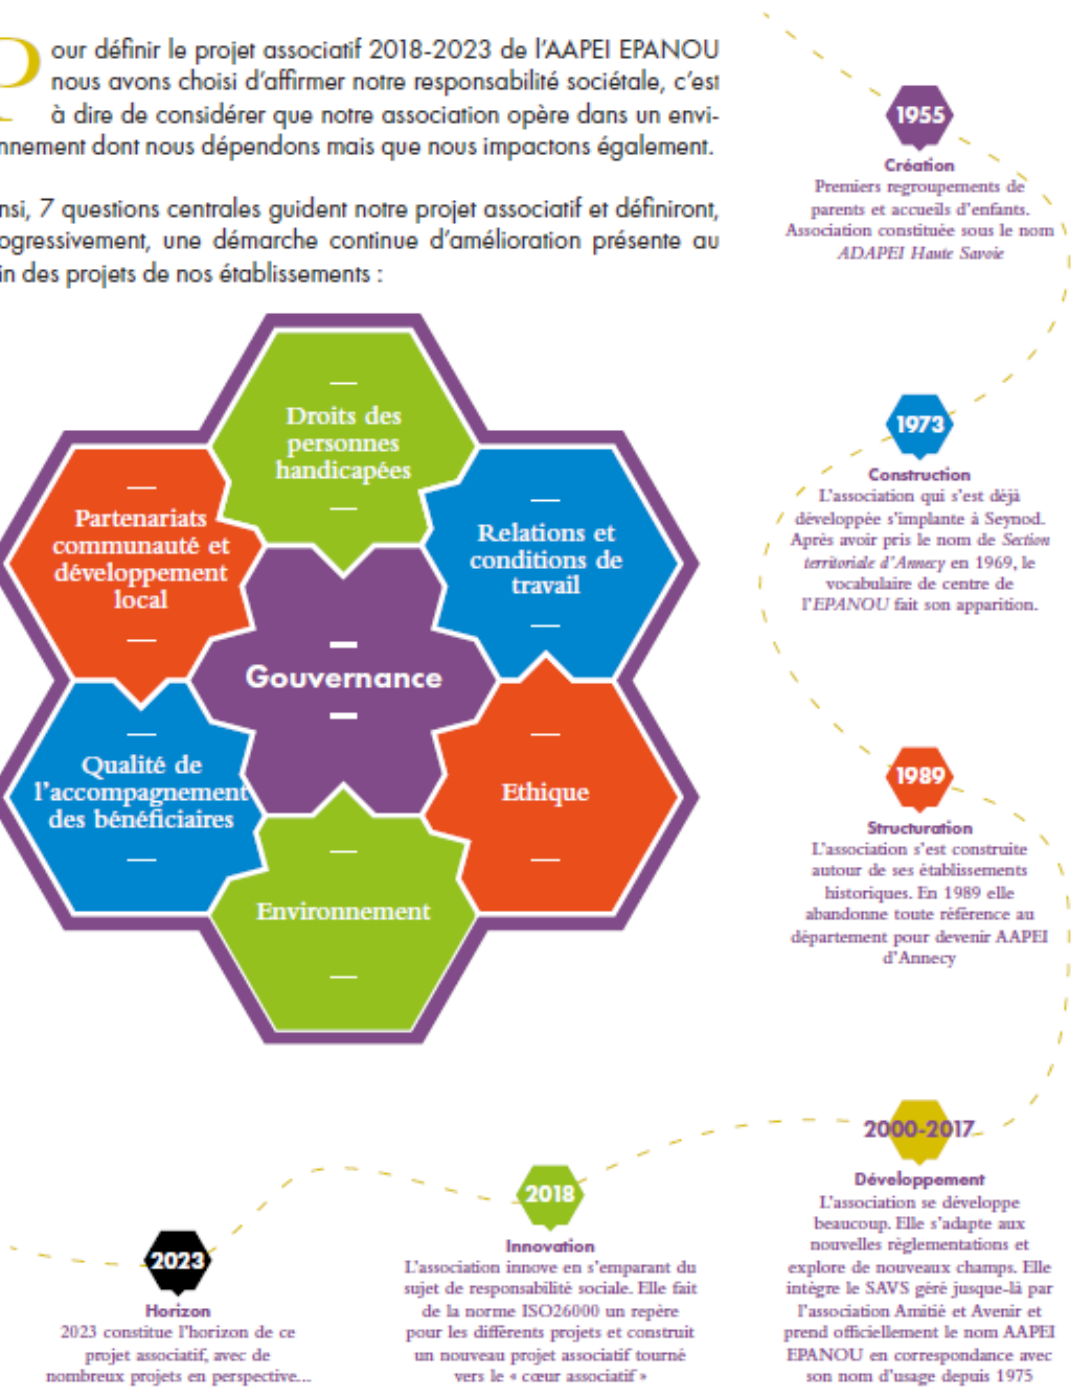 Pour définir le projet associatif 2018-2023 de l'AAPEI EPANOU
nous avons choisi d'affirmer notre responsabilité sociétale, c'est
à dire de considérer que notre association opère dans un envi-
nnement dont nous dépendons mais que nous impactons également.
nsi, 7 questions centrales guident notre projet associatif et définiront,
ogressivement, une démarche continue d'amélioration présente au
in des projets de nos établissements :
Droits des
personnes
handicapées
Partenariats
communauté et
développement
local
Relations et
conditions de
travail
Gouvernance
Qualité de
l'accompagnement
des bénéficiaires
Ethique
Environnement
1955
Création
Premiers regroupements de
parents et accueils d'enfants.
Association constituée sous le nom
ADAPEI Haute Savoie
1973
Construction
L'association qui s'est déjà
développée s'implante à Seynod.
Après avoir pris le nom de Section
territoriale d'Annecy en 1969, le
vocabulaire de centre de
l'EPANOU fait son apparition.
1989
Structuration
L'association s'est construite
autour de ses établissements
historiques. En 1989 elle
abandonne toute référence au
département pour devenir AAPEI
d'Annecy
2000-2017
Développement
L'association se développe
beaucoup. Elle s'adapte aux
nouvelles règlementations et
explore de nouveaux champs. Elle
intègre le SAVS géré jusque-là par
l'association Amitié et Avenir et
prend officiellement le nom AAPEI
EPANOU en correspondance avec
son nom d'usage depuis 1975
2018
Innovation
L'association innove en s'emparant du
sujet de responsabilité sociale. Elle fait
de la norme ISO26000 un repère
pour les différents projets et construit
un nouveau projet associatif tourné
vers le « cœur associatif »
2023
Horizon
2023 constitue l'horizon de ce
projet associatif, avec de
nombreux projets en perspective...